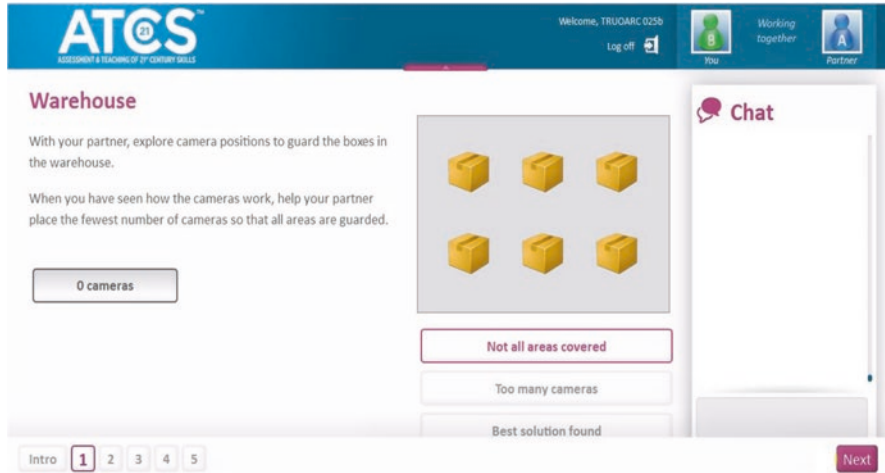 ATCS™
21
ASSESSMENT & TEACHING OF 21ST CENTURY SKILLS
Welcome, TRUOARC 025b
Log off
B
You
Working
together
A
Partner
Warehouse
With your partner, explore camera positions to guard the boxes in
the warehouse.
When you have seen how the cameras work, help your partner
place the fewest number of cameras so that all areas are guarded.
0 cameras
Not all areas covered
Too many cameras
Best solution found
Chat
Intro 1 2 3 4 5
Next